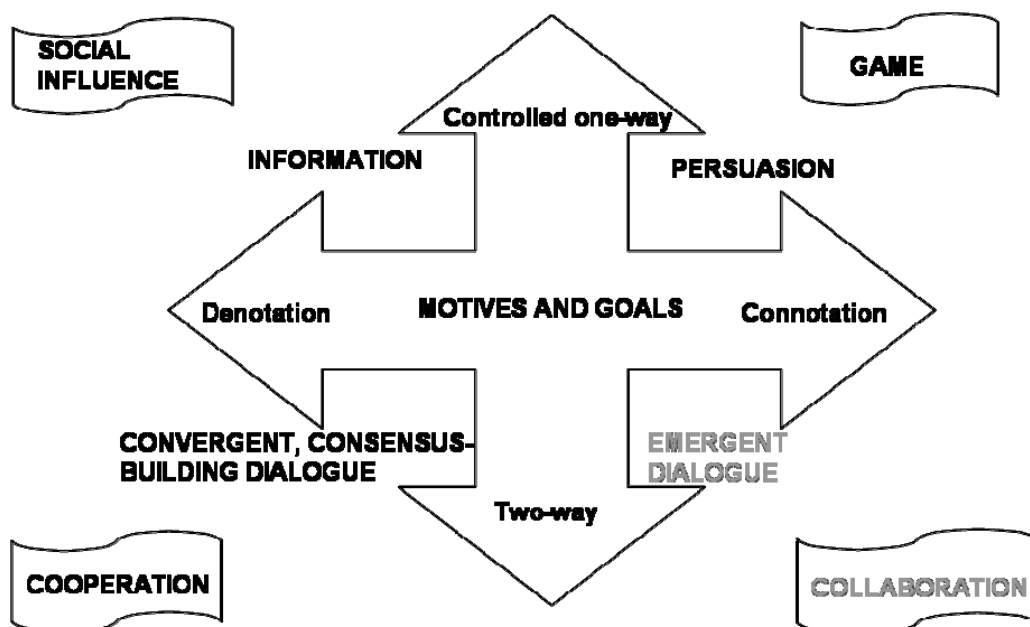 SOCIAL
INFLUENCE
GAME
Controlled one-way
INFORMATION
PERSUASION
Denotation
MOTIVES AND GOALS
Connotation
CONVERGENT, CONSENSUS-
BUILDING DIALOGUE
EMERGENT
DIALOGUE
Two-way
COOPERATION
COLLABORATION